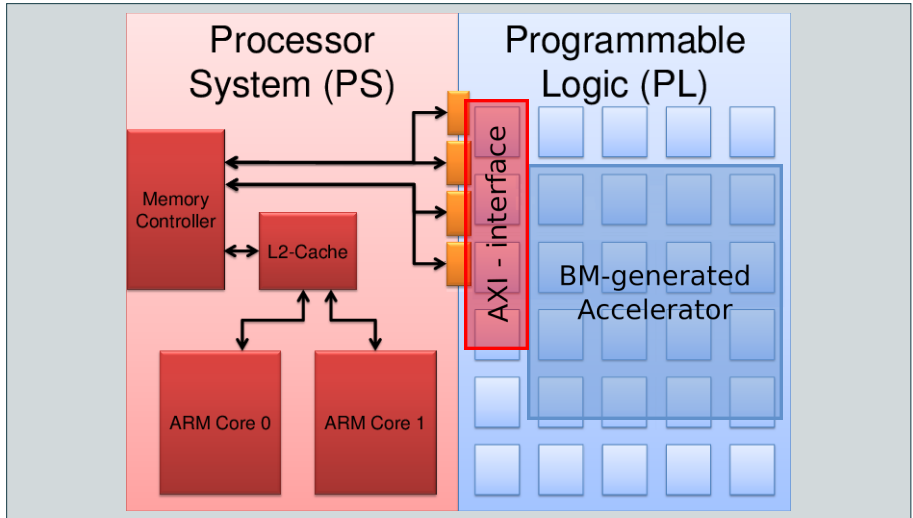 Processor
System (PS)
Programmable
Logic (PL)
Memory
Controller
L2-Cache
AXI - interface
BM-generated
Accelerator
ARM Core 0
ARM Core 1